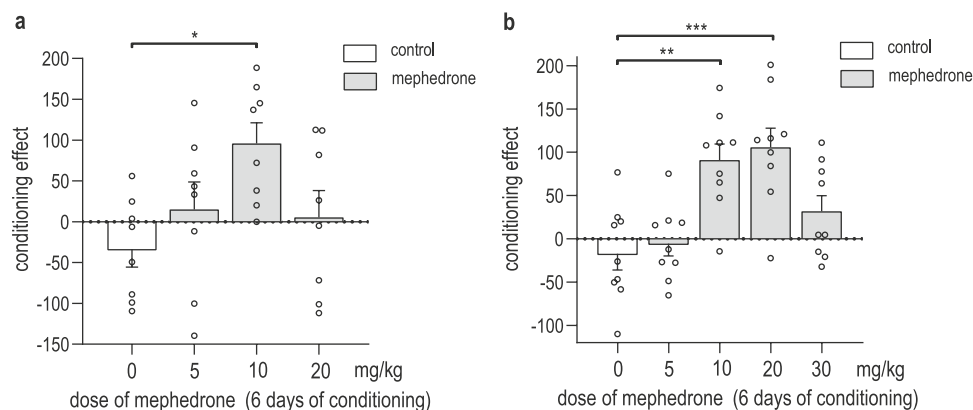 a
*
control
mephedrone
conditioning effect
200
150
100
50
0
-50
-100
-150
0 5 10 20 mg/kg
dose of mephedrone (6 days of conditioning)
b
***
**
control
mephedrone
conditioning effect
200
150
100
50
0
-50
-100
0 5 10 20 30 mg/kg
dose of mephedrone (6 days of conditioning)